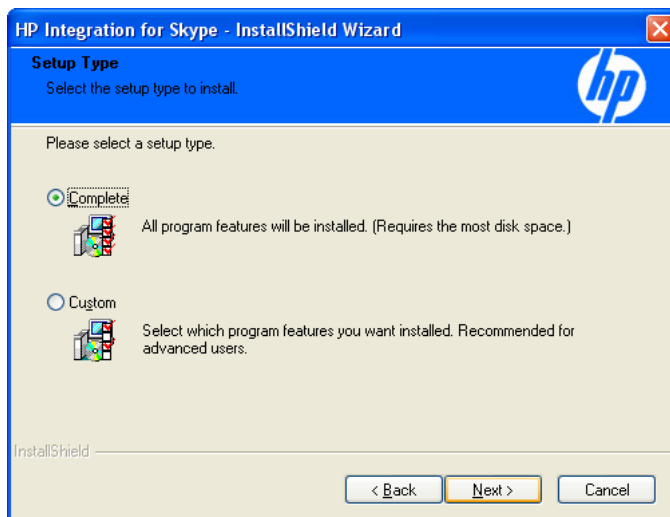 HP Integration for Skype - InstallShield Wizard
Setup Type
Select the setup type to install.
hp
Please select a setup type.
Complete
All program features will be installed. (Requires the most disk space.)
Custom
Select which program features you want installed. Recommended for
advanced users.
InstallShield
< Back
Next >
Cancel